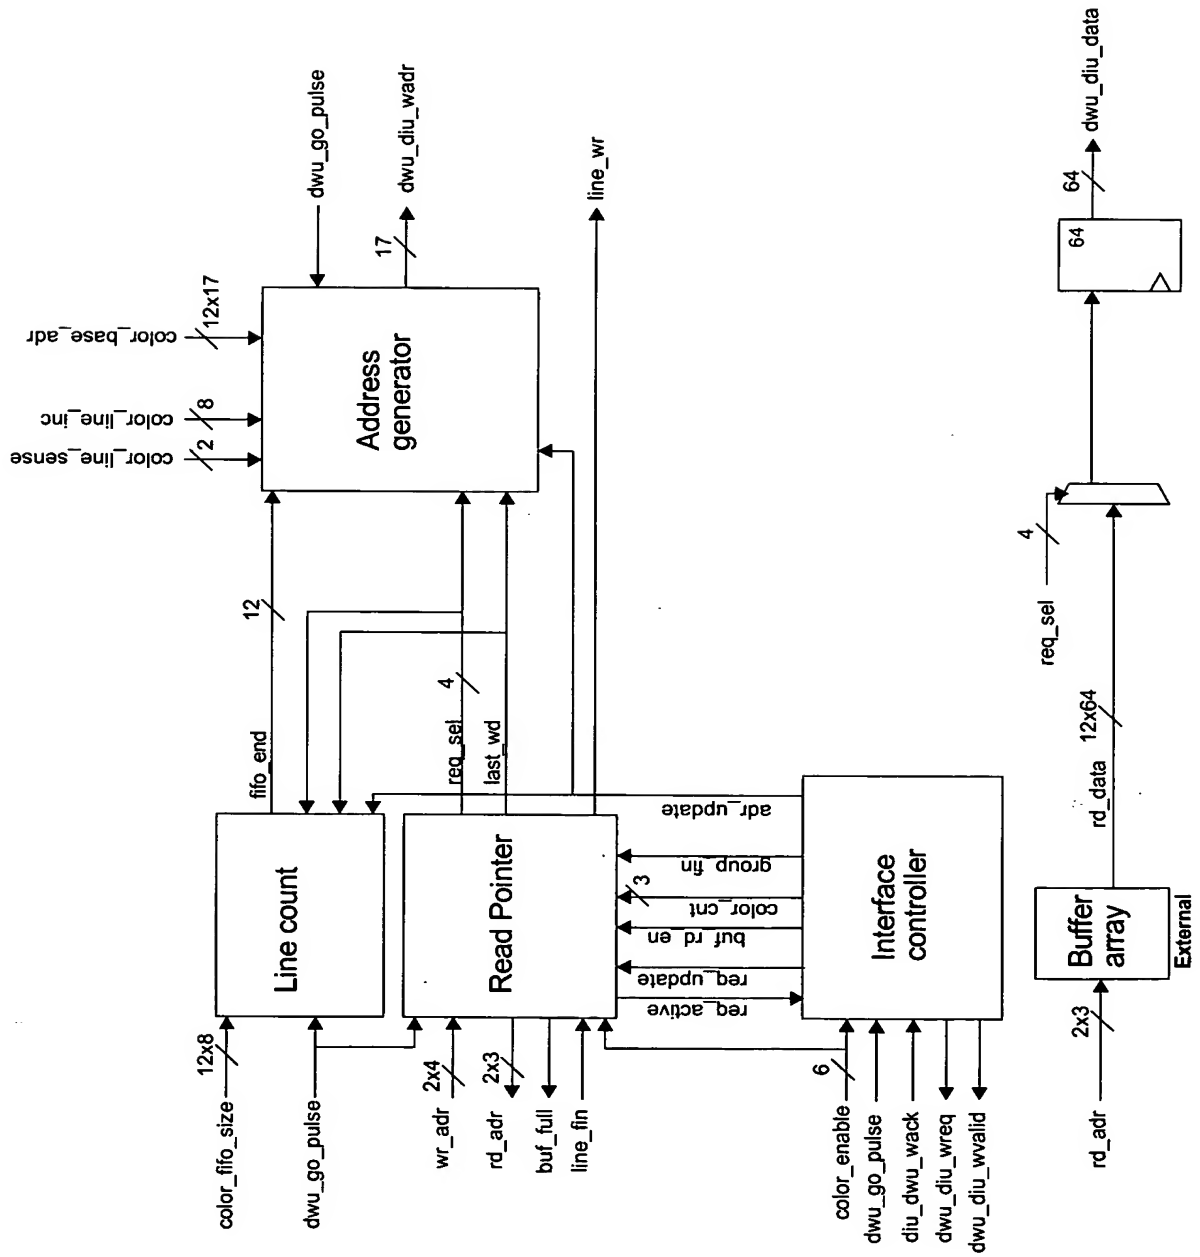 color_fifo_size
12x8
dwu_go_pulse
Line count
fifo_end
12
color_line_sense
2
color_line_inc
8
color_base_adr
12x17
dwu_go_pulse
Address
generator
17
dwu_diu_wadr
wr_adr
2x4
rd_adr
2x3
buf_full
line_fin
Read Pointer
req_sel
4
last_wd
line_wr
req_active
req_update
buf_rd_en
color_cnt
3
group_fin
adr_update
color_enable
6
dwu_go_pulse
diu_dwu_wack
dwu_diu_wreq
dwu_diu_wvalid
Interface
controller
rd_adr
2x3
Buffer
array
External
rd_data
12x64
req_sel
4
64
64
dwu_diu_data